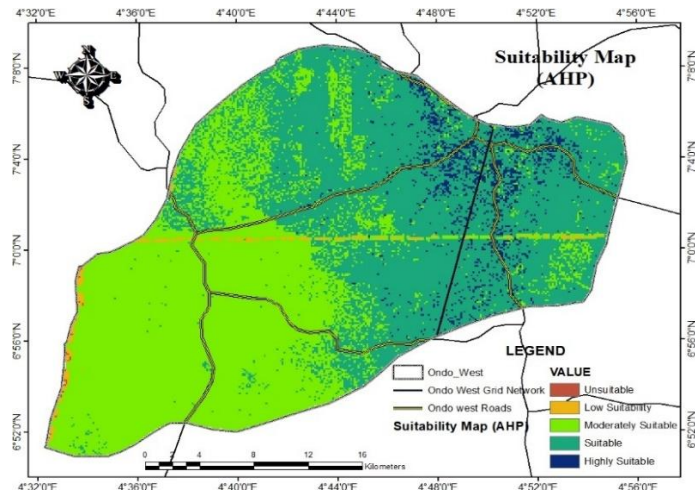 4°32'0"E 4°36'0"E 4°40'0"E 4°44'0"E 4°48'0"E 4°52'0"E 4°56'0"E
Suitability Map
(AHP)
7°8'0"N 7°8'0"N
7°4'0"N 7°4'0"N
7°0'0"N 7°0'0"N
6°56'0"N 6°56'0"N
6°52'0"N 6°52'0"N
LEGEND
Ondo_West
Ondo West Grid Network
Ondo west Roads
Suitability Map (AHP)
VALUE
Unsuitable
Low Suitability
Moderately Suitable
Suitable
Highly Suitable
0 2 4 8 12 16
Kilometers
4°32'0"E 4°36'0"E 4°40'0"E 4°44'0"E 4°48'0"E 4°52'0"E 4°56'0"E